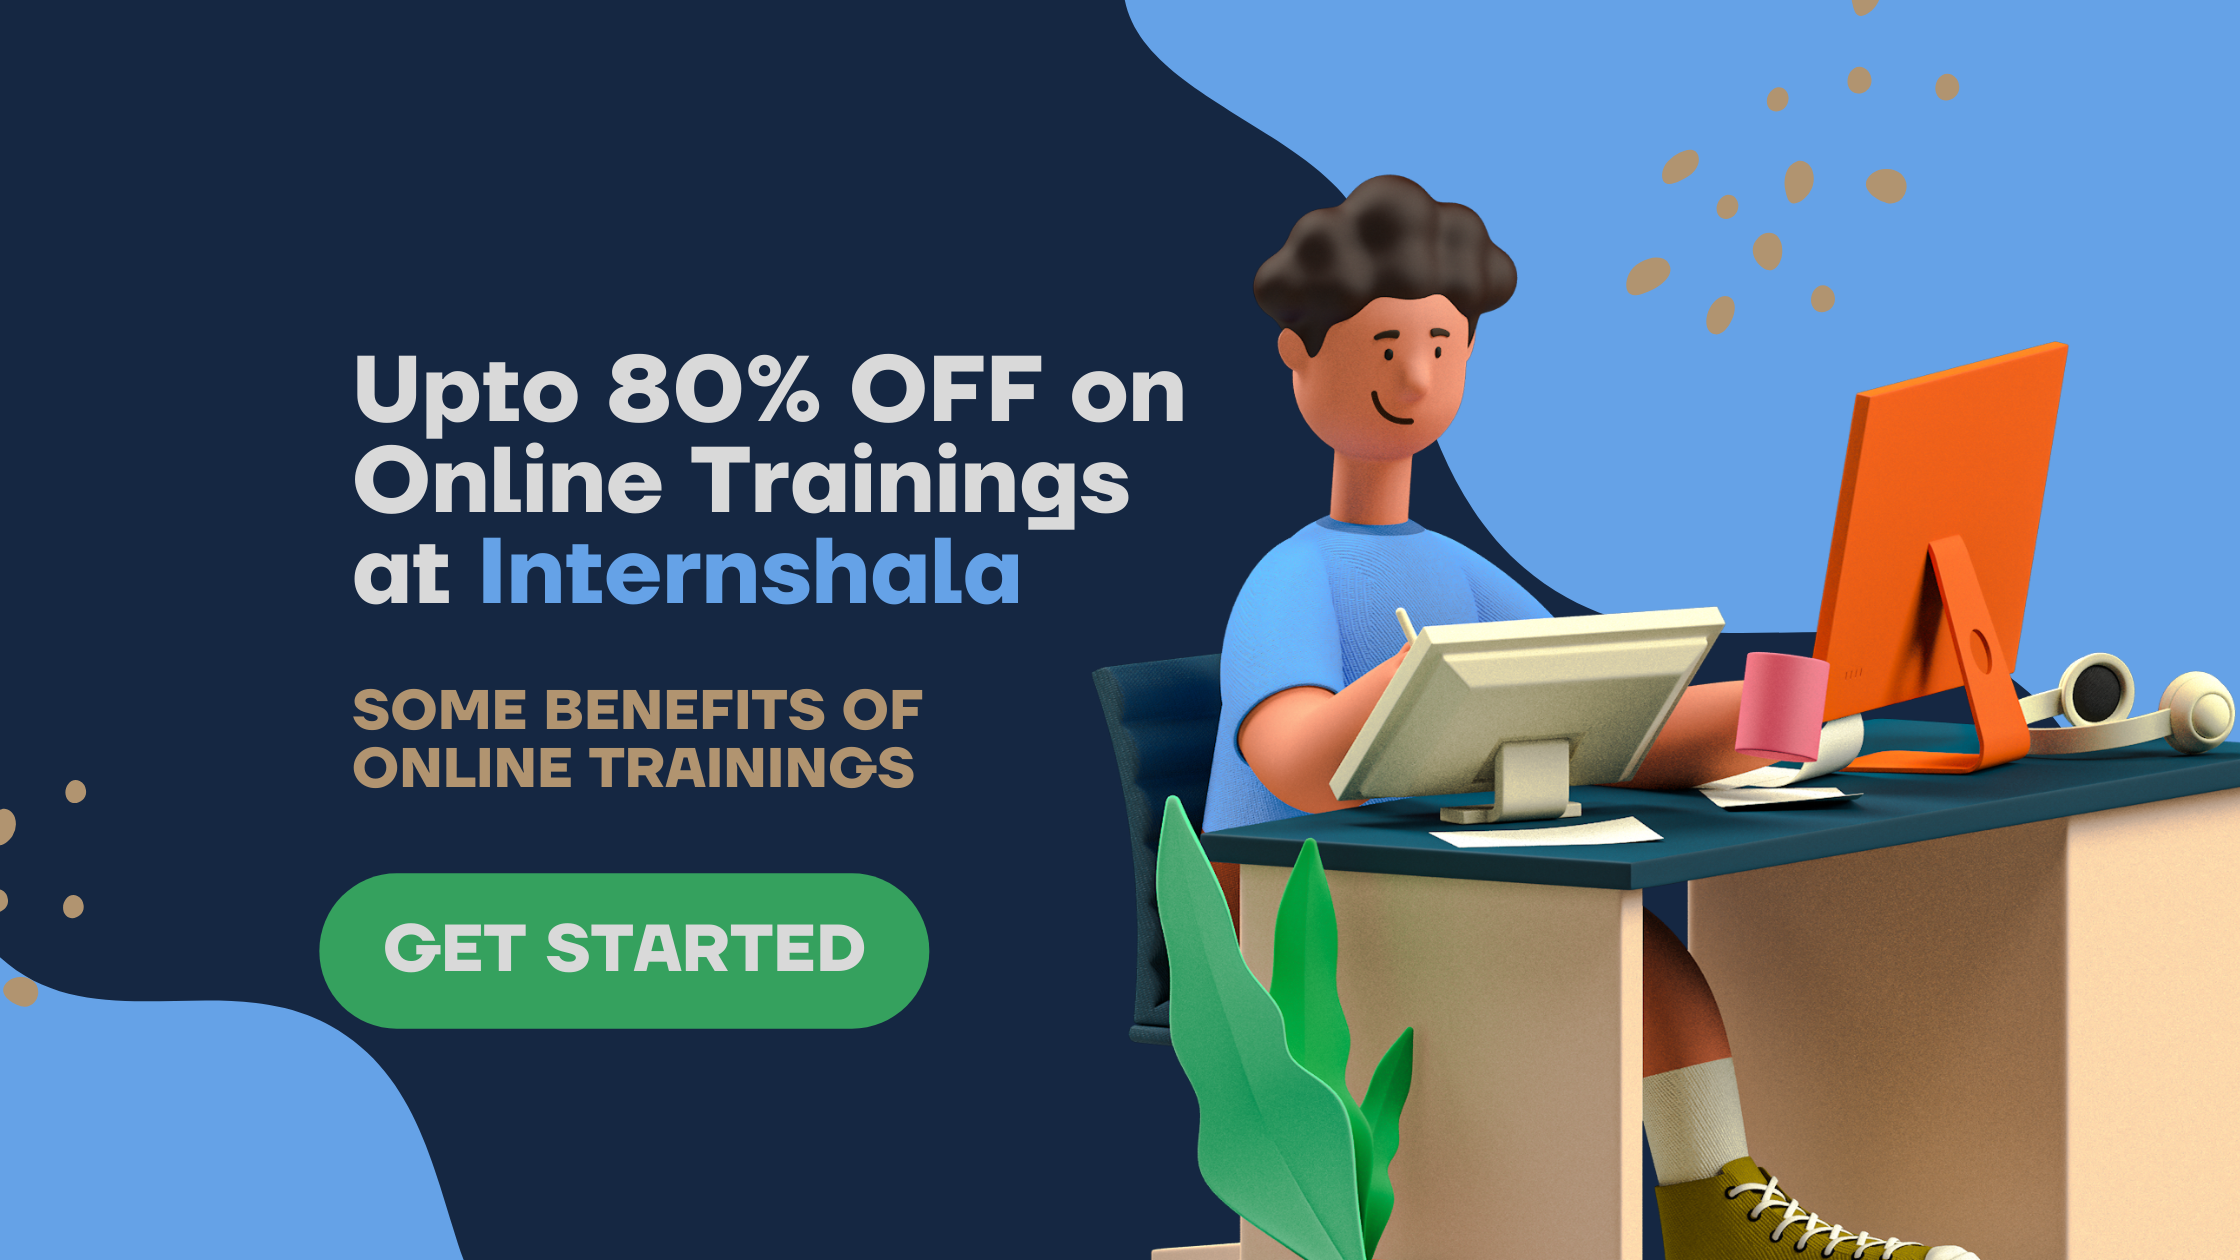 Upto 80% OFF on
Online Trainings
at Internshala
SOME BENEFITS OF
ONLINE TRAININGS
GET STARTED